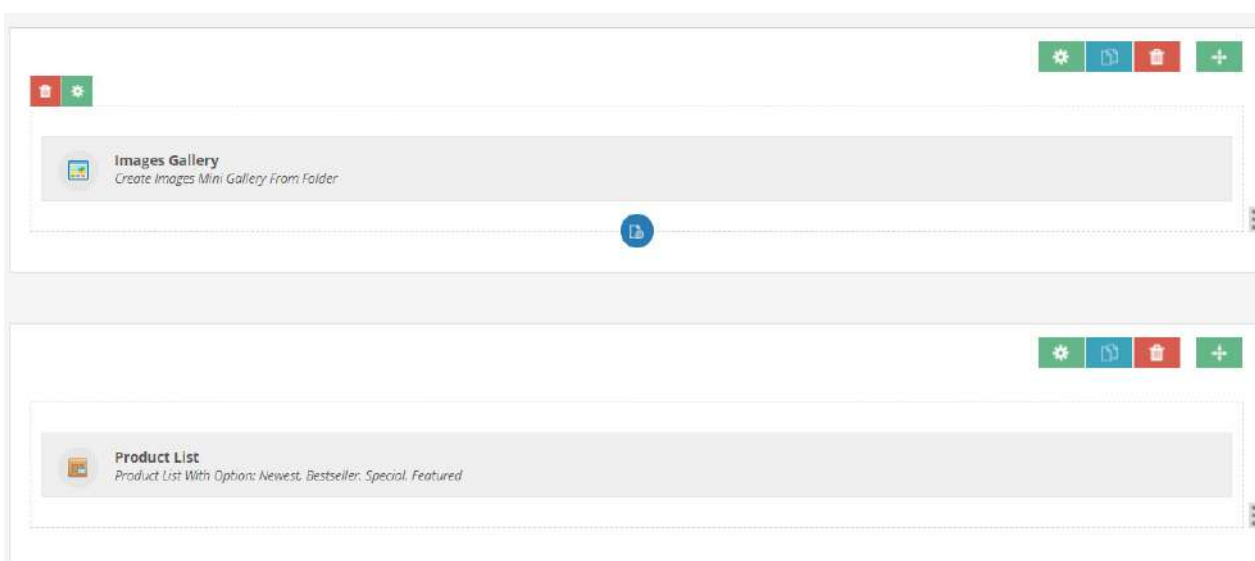 Images Gallery
Create Images Mini Gallery From Folder
Product List
Product List With Option: Newest, Bestseller, Special, Featured